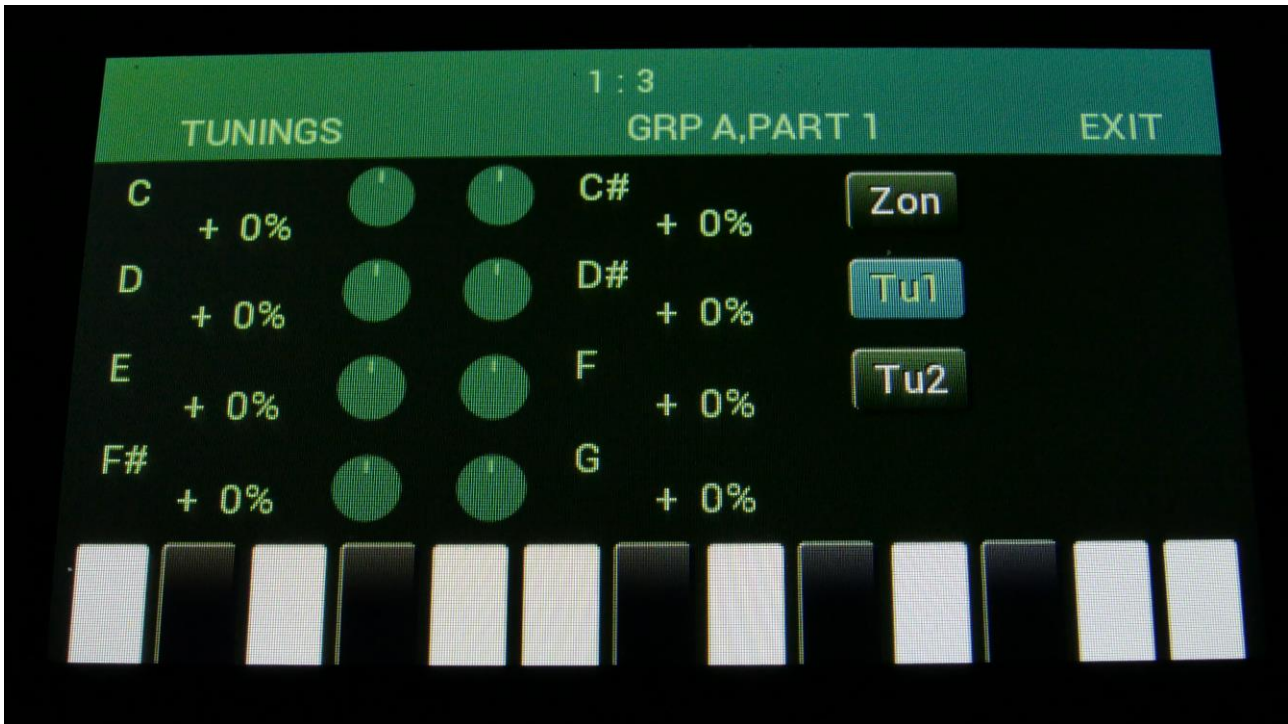 1 : 3
TUNINGS GRP A,PART 1 EXIT
C C# Zon
+ 0% + 0%
D D# Tu1
+ 0% + 0%
E F Tu2
+ 0% + 0%
F# G
+ 0% + 0%